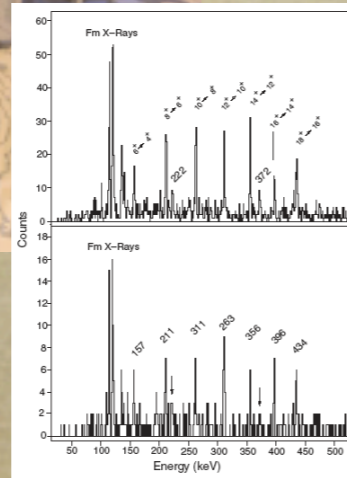 60
Fm X–Rays
50
6⁺ → 4⁺
8⁺ → 6⁺
10⁺ → 8⁺
12⁺ → 10⁺
14⁺ → 12⁺
16⁺ → 14⁺
18⁺ → 16⁺
40
30
20
222
372
10
0
Counts
18
Fm X–Rays
16
14
12
10
157
211
311
263
356
396
434
8
6
4
2
0
50 100 150 200 250 300 350 400 450 500
Energy (keV)